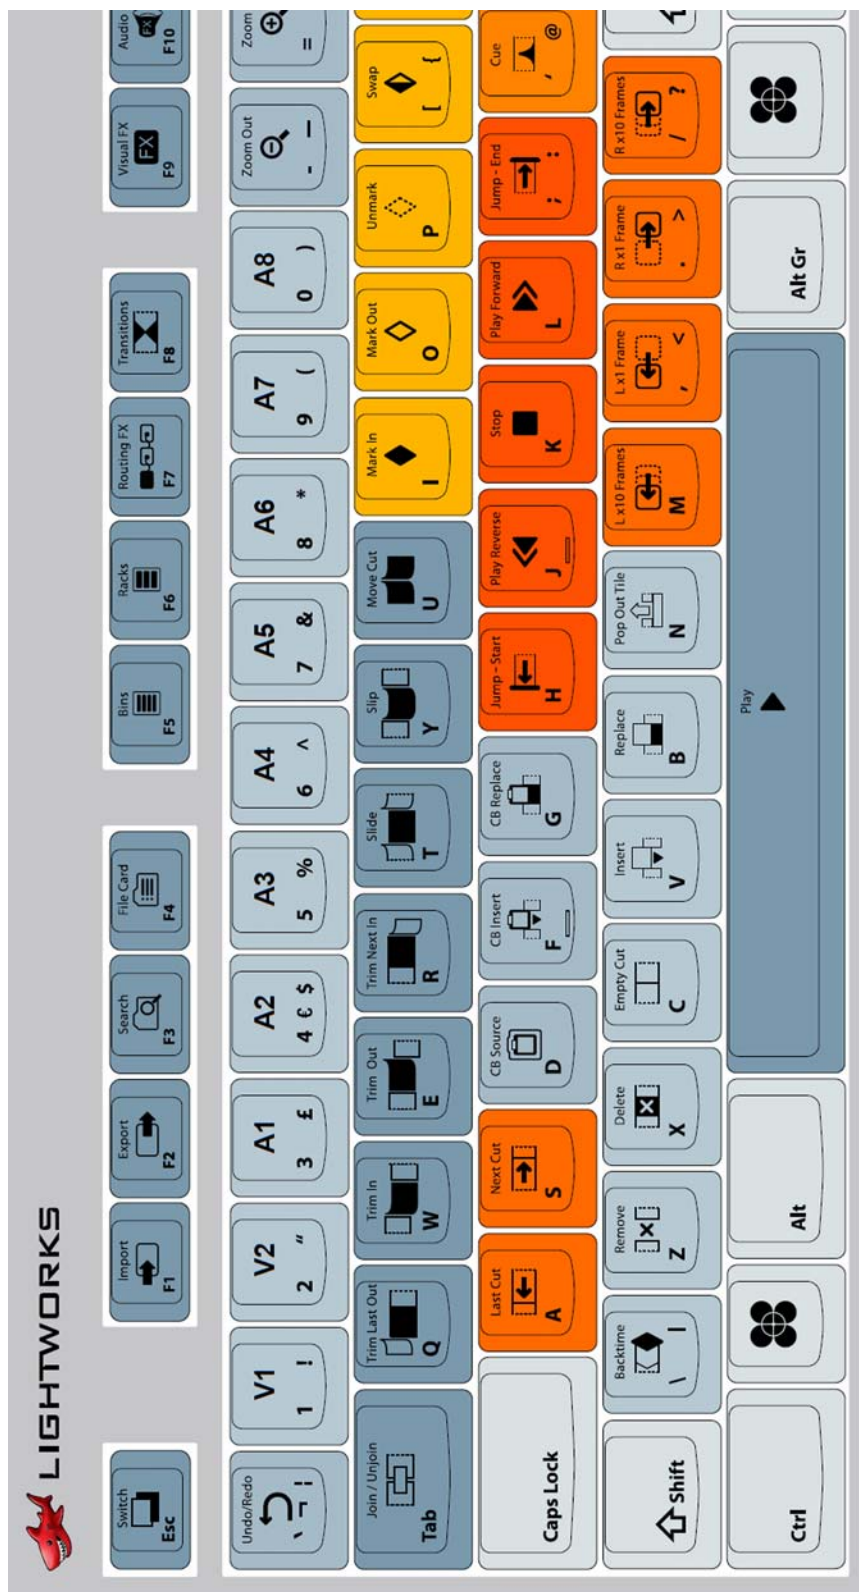 LIGHTWORKS
Switch
Esc
Import
F1
Export
F2
Search
F3
File Card
F4
Bins
F5
Racks
F6
Routing FX
F7
Transitions
F8
Visual FX
FX
F9
Audio
FX
F10
Undo/Redo
` ¬ ¦
V1
1 !
V2
2 "
A1
3 £
A2
4 € $
A3
5 %
A4
6 ^
A5
7 &
A6
8 *
A7
9 (
A8
0 )
Zoom Out
- _
Zoom
=
Join / Unjoin
Tab
Trim Last Out
Q
Trim In
W
Trim Out
E
Trim Next In
R
Slide
T
Slip
Y
Move Cut
U
Mark In
I
Mark Out
O
Unmark
P
Swap
[ {
Caps Lock
Last Cut
A
Next Cut
S
CB Source
D
CB Insert
F
CB Replace
G
Jump - Start
H
Play Reverse
J
Stop
K
Play Forward
L
Jump - End
; :
Cue
' @
Shift
Backtime
\ |
Remove
Z
Delete
X
Empty Cut
C
Insert
V
Replace
B
Pop Out Tile
N
L x10 Frames
M
L x1 Frame
, <
R x1 Frame
. >
R x10 Frames
/ ?
Ctrl
Alt
Play
Alt Gr